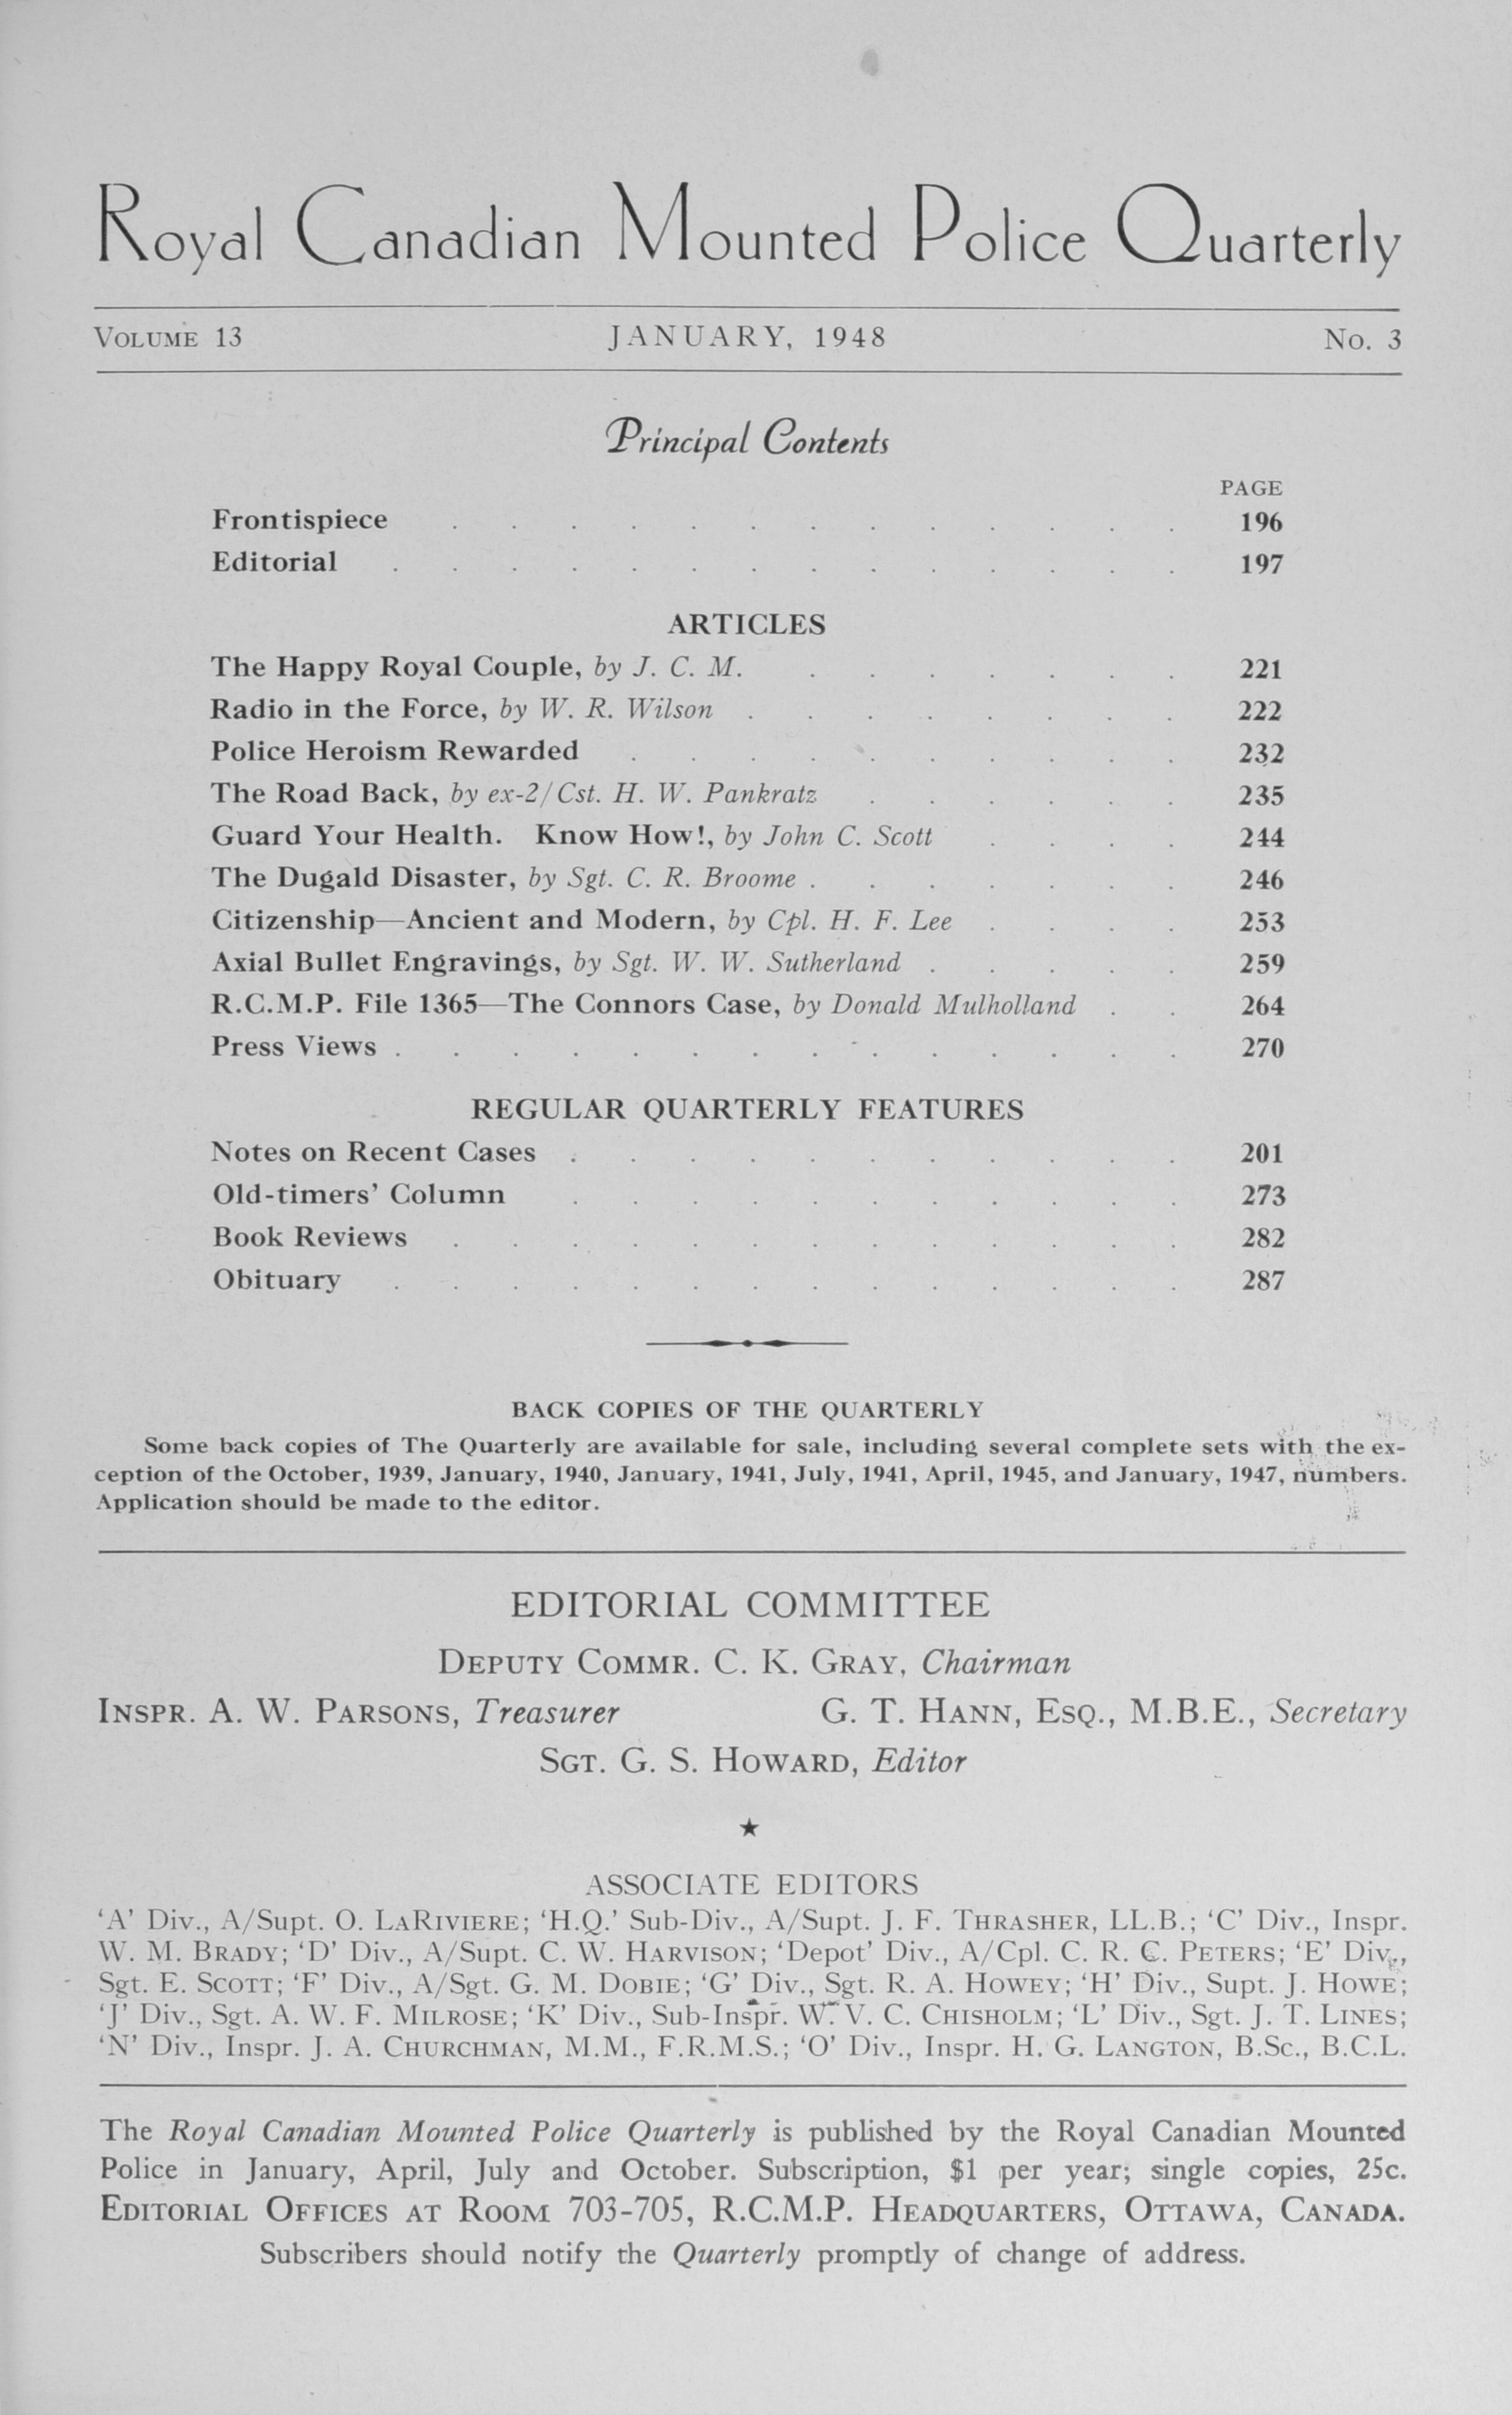 Royal Canadian Mounted Police Quarterly
VOLUME 13 JANUARY, 1948 No. 3
Principal Contents
PAGE
Frontispiece . . . . . . . . . . . . . 196
Editorial . . . . . . . . . . . . . . 197
ARTICLES
The Happy Royal Couple, by J. C. M. . . . . . . . 221
Radio in the Force, by W. R. Wilson . . . . . . . . 222
Police Heroism Rewarded . . . . . . . . . . 232
The Road Back, by ex-2/Cst. H. W. Pankratz . . . . . . 235
Guard Your Health. Know How!, by John C. Scott . . . . 244
The Dugald Disaster, by Sgt. C. R. Broome . . . . . . . 246
Citizenship—Ancient and Modern, by Cpl. H. F. Lee . . . . 253
Axial Bullet Engravings, by Sgt. W. W. Sutherland . . . . . 259
R.C.M.P. File 1365—The Connors Case, by Donald Mulholland . . 264
Press Views . . . . . . . . . . . . . . 270
REGULAR QUARTERLY FEATURES
Notes on Recent Cases . . . . . . . . . . . 201
Old-timers' Column . . . . . . . . . . . 273
Book Reviews . . . . . . . . . . . . . 282
Obituary . . . . . . . . . . . . . . 287
BACK COPIES OF THE QUARTERLY
Some back copies of The Quarterly are available for sale, including several complete sets with the ex-
ception of the October, 1939, January, 1940, January, 1941, July, 1941, April, 1945, and January, 1947, numbers.
Application should be made to the editor.
EDITORIAL COMMITTEE
DEPUTY COMMR. C. K. GRAY, Chairman
INSPR. A. W. PARSONS, Treasurer G. T. HANN, ESQ., M.B.E., Secretary
SGT. G. S. HOWARD, Editor
★
ASSOCIATE EDITORS
'A' Div., A/Supt. O. LARIVIERE; 'H.Q.' Sub-Div., A/Supt. J. F. THRASHER, LL.B.; 'C' Div., Inspr.
W. M. BRADY; 'D' Div., A/Supt. C. W. HARVISON; 'Depot' Div., A/Cpl. C. R. C. PETERS; 'E' Div.,
Sgt. E. SCOTT; 'F' Div., A/Sgt. G. M. DOBIE; 'G' Div., Sgt. R. A. HOWEY; 'H' Div., Supt. J. HOWE;
'J' Div., Sgt. A. W. F. MILROSE; 'K' Div., Sub-Inspr. W. V. C. CHISHOLM; 'L' Div., Sgt. J. T. LINES;
'N' Div., Inspr. J. A. CHURCHMAN, M.M., F.R.M.S.; 'O' Div., Inspr. H. G. LANGTON, B.Sc., B.C.L.
The Royal Canadian Mounted Police Quarterly is published by the Royal Canadian Mounted
Police in January, April, July and October. Subscription, $1 per year; single copies, 25c.
EDITORIAL OFFICES AT ROOM 703-705, R.C.M.P. HEADQUARTERS, OTTAWA, CANADA.
Subscribers should notify the Quarterly promptly of change of address.